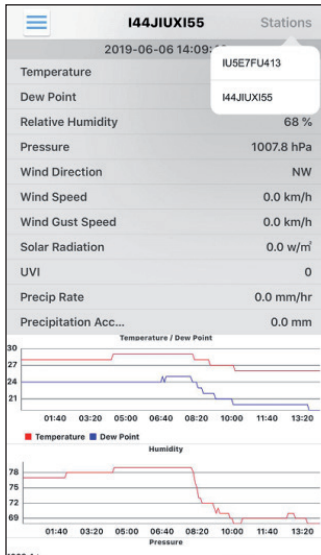 I44JIUXI55 Stations
2019-06-06 14:09:
IU5E7FU413
Temperature
Dew Point
I44JIUXI55
Relative Humidity 68 %
Pressure 1007.8 hPa
Wind Direction NW
Wind Speed 0.0 km/h
Wind Gust Speed 0.0 km/h
Solar Radiation 0.0 w/㎡
UVI 0
Precip Rate 0.0 mm/hr
Precipitation Acc... 0.0 mm
Temperature / Dew Point
30
27
24
21
01:40 03:20 05:00 06:40 08:20 10:00 11:40 13:20
Temperature Dew Point
Humidity
78
75
72
69
01:40 03:20 05:00 06:40 08:20 10:00 11:40 13:20
Pressure